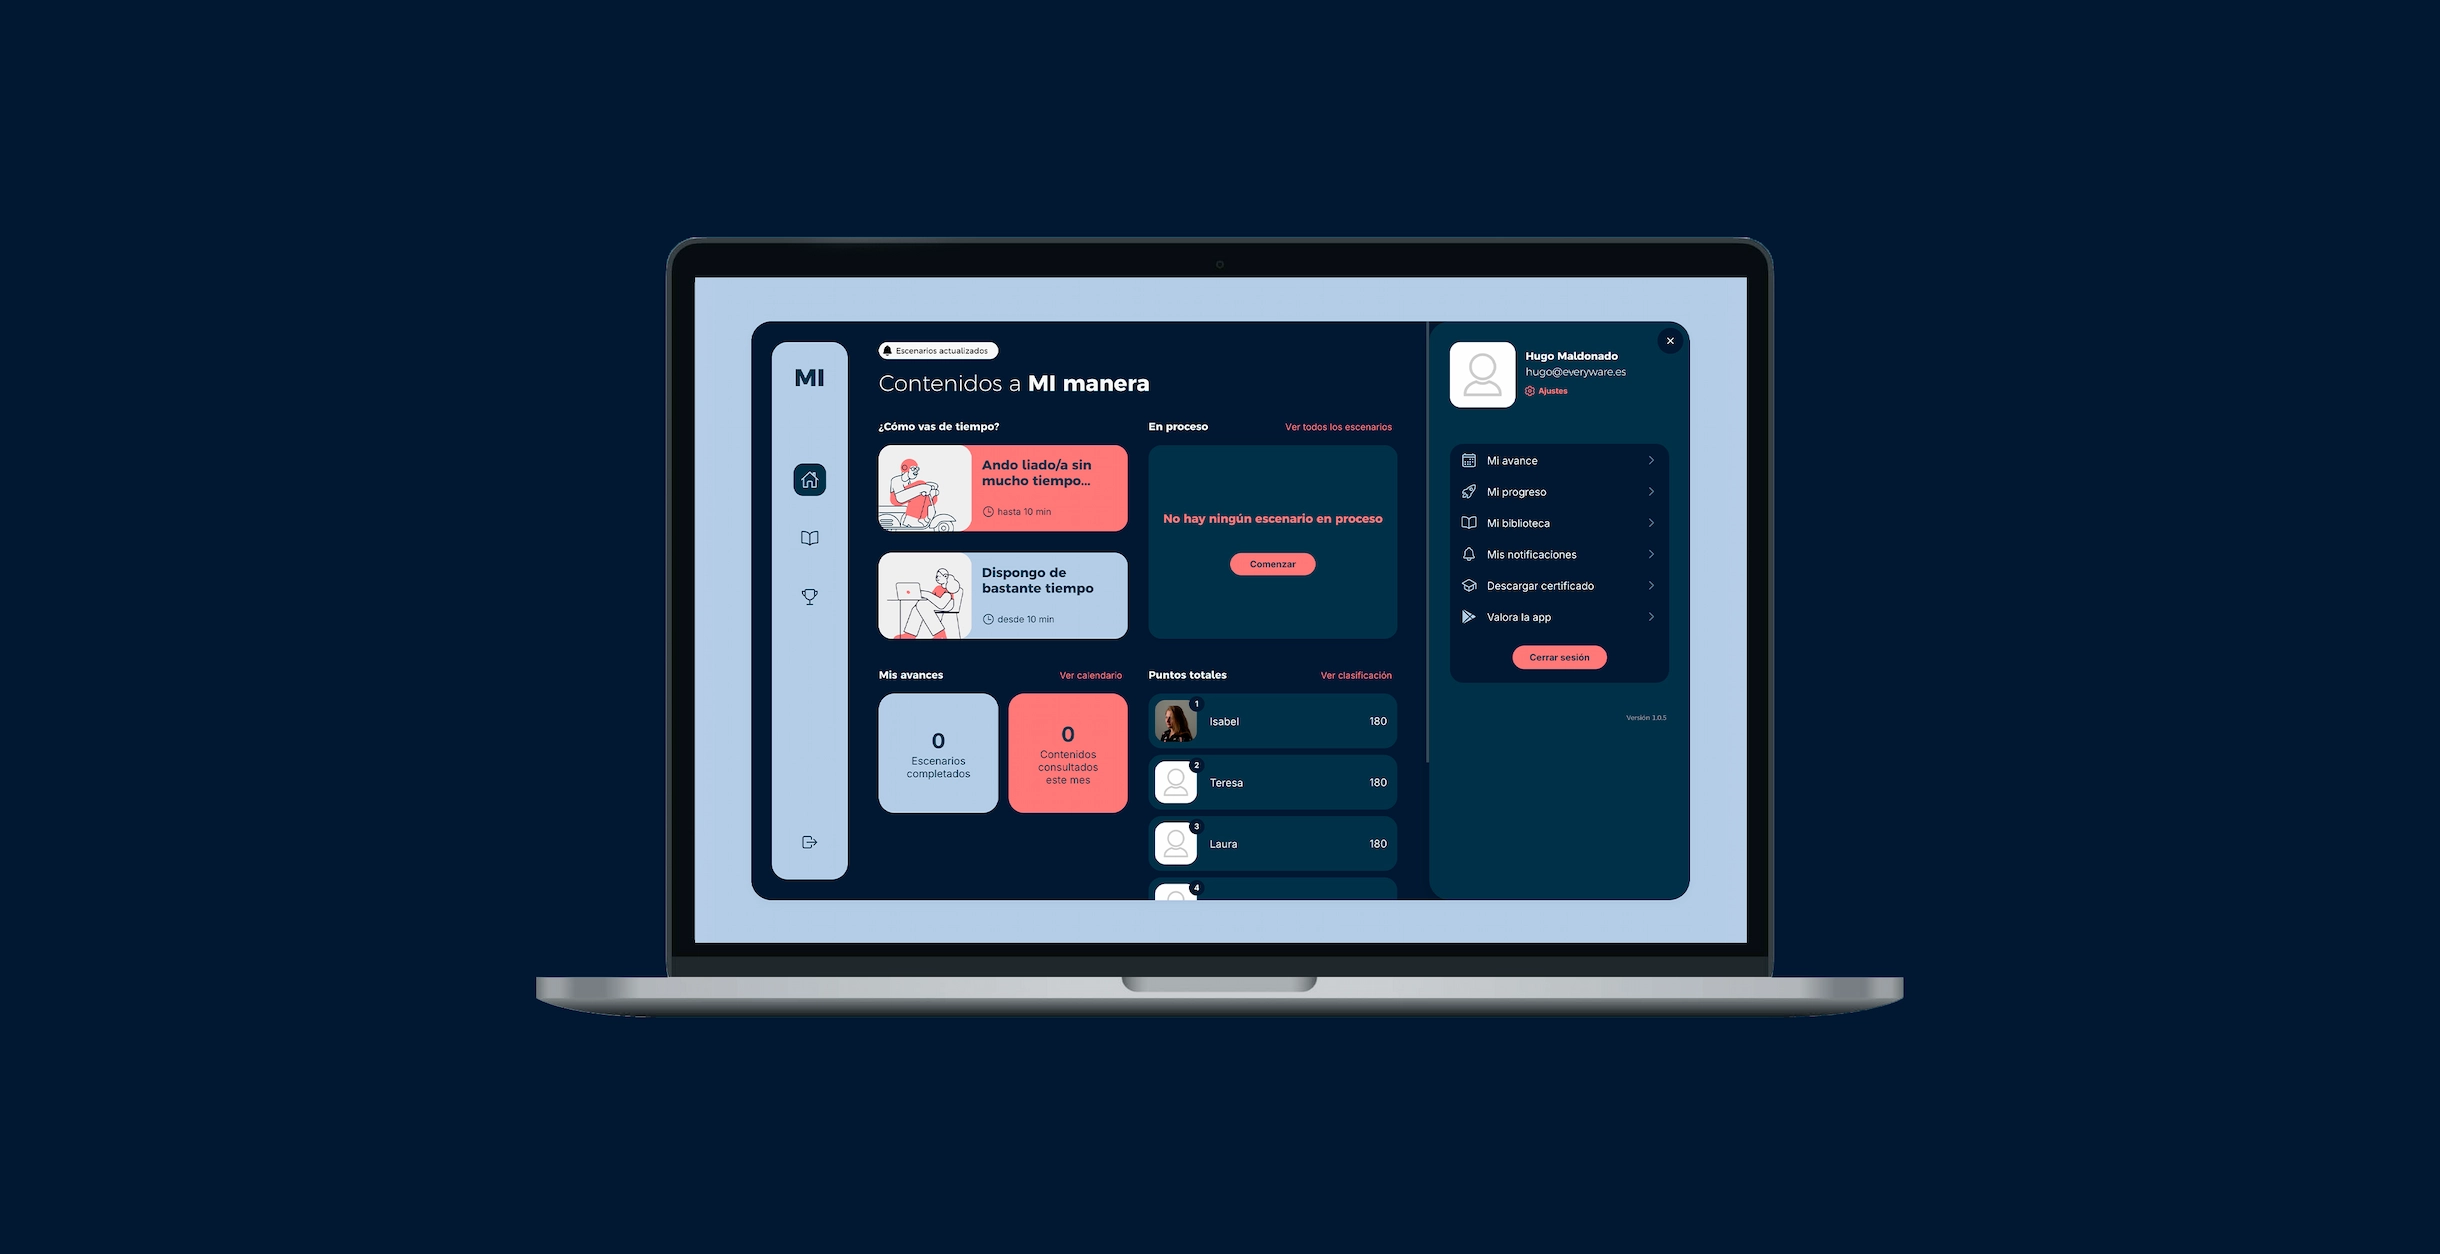 MI
Escenarios actualizados
Contenidos a MI manera
¿Cómo vas de tiempo?
Ando liado/a sin
mucho tiempo...
hasta 10 min
Dispongo de
bastante tiempo
desde 10 min
En proceso
Ver todos los escenarios
No hay ningún escenario en proceso
Comenzar
Mis avances
Ver calendario
0
Escenarios
completados
0
Contenidos
consultados
este mes
Puntos totales
Ver clasificación
1
Isabel
180
2
Teresa
180
3
Laura
180
4
Hugo Maldonado
hugo@everyware.es
Ajustes
Mi avance
Mi progreso
Mi biblioteca
Mis notificaciones
Descargar certificado
Valora la app
Cerrar sesión
Versión 1.0.5